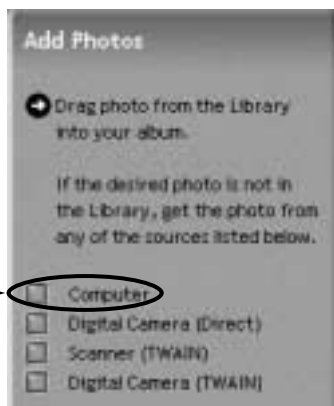 Add Photos
Drag photo from the Library
into your album.
If the desired photo is not in
the Library, get the photo from
any of the sources listed below.
Computer
Digital Camera (Direct)
Scanner (TWAIN)
Digital Camera (TWAIN)